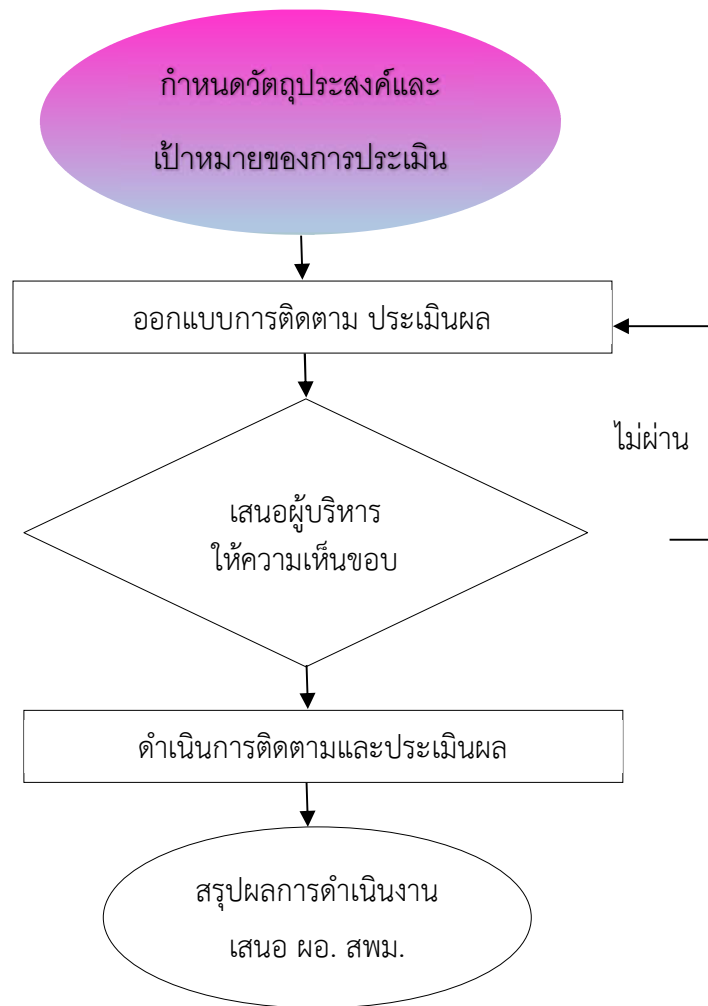 กำหนดวัตถุประสงค์และ
เป้าหมายของการประเมิน
ออกแบบการติดตาม ประเมินผล
ไม่ผ่าน
เสนอผู้บริหาร
ให้ความเห็นขอบ
ดำเนินการติดตามและประเมินผล
สรุปผลการดำเนินงาน
เสนอ ผอ. สพม.